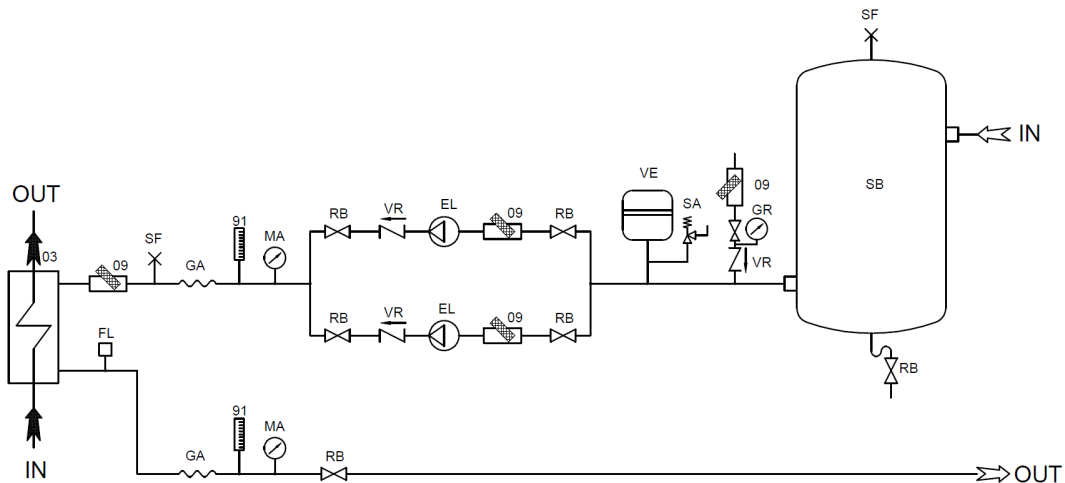 SF
IN
SB
VE
SA
09
GR
VR
OUT
03
SF
09
GA
91
MA
RB
VR
EL
09
RB
RB
VR
EL
09
RB
FL
RB
IN
GA
91
MA
RB
OUT